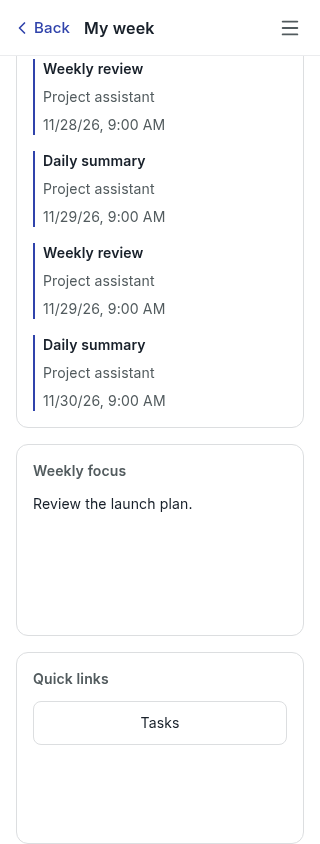 Back My week
Weekly review
Project assistant
11/28/26, 9:00 AM
Daily summary
Project assistant
11/29/26, 9:00 AM
Weekly review
Project assistant
11/29/26, 9:00 AM
Daily summary
Project assistant
11/30/26, 9:00 AM
Weekly focus
Review the launch plan.
Quick links
Tasks